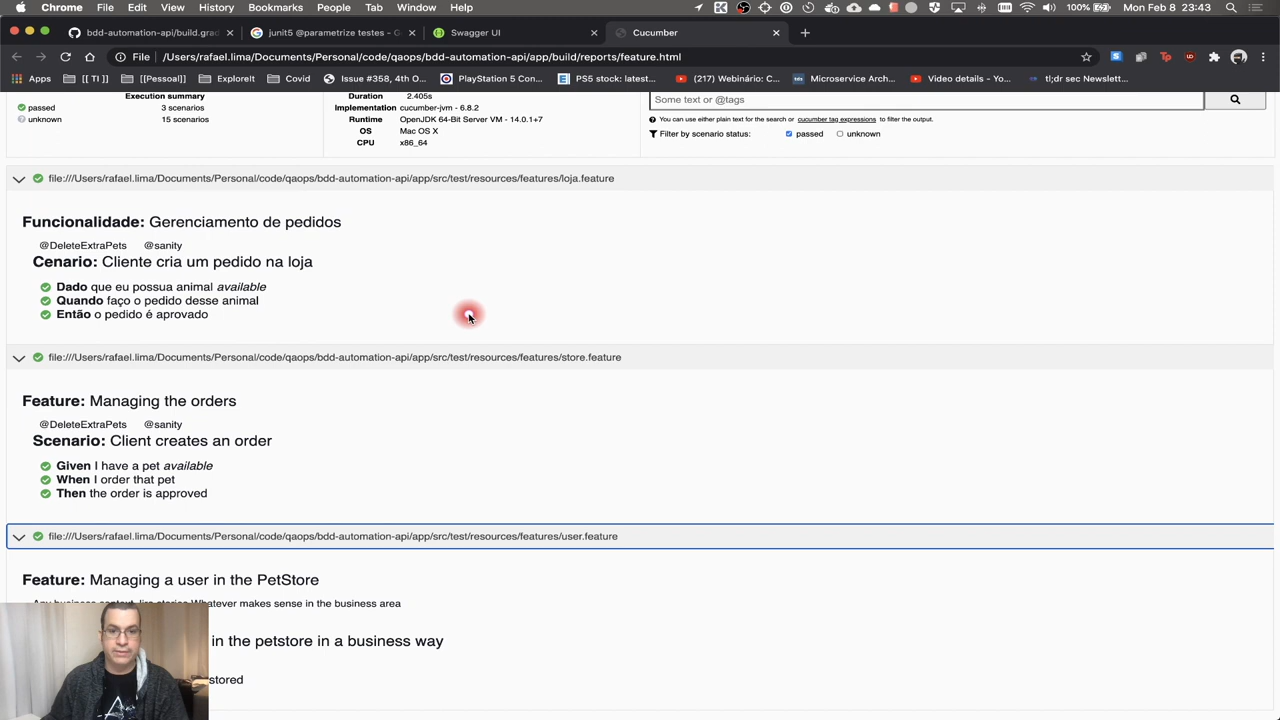 Chrome File Edit View History Bookmarks People Tab Window Help 100% Mon Feb 8 23:43
bdd-automation-api/build.grad junit5 @parametrize testes - G Swagger UI Cucumber
File /Users/rafael.lima/Documents/Personal/code/qaops/bdd-automation-api/app/build/reports/feature.html
Apps [[ TI ]] [[Pessoal]] ExploreIt Covid Issue #358, 4th O... PlayStation 5 Con... PS5 stock: latest... (217) Webinário: C... Microservice Arch... Video details - Yo... tl;dr sec Newslett...
Execution summary
passed 3 scenarios
unknown 15 scenarios
Duration 2.405s
Implementation cucumber-jvm - 6.8.2
Runtime OpenJDK 64-Bit Server VM - 14.0.1+7
OS Mac OS X
CPU x86_64
Some text or @tags
You can use either plain text for the search or cucumber tag expressions to filter the output.
Filter by scenario status: passed unknown
file:///Users/rafael.lima/Documents/Personal/code/qaops/bdd-automation-api/app/src/test/resources/features/loja.feature
Funcionalidade: Gerenciamento de pedidos
@DeleteExtraPets @sanity
Cenario: Cliente cria um pedido na loja
Dado que eu possua animal available
Quando faço o pedido desse animal
Então o pedido é aprovado
file:///Users/rafael.lima/Documents/Personal/code/qaops/bdd-automation-api/app/src/test/resources/features/store.feature
Feature: Managing the orders
@DeleteExtraPets @sanity
Scenario: Client creates an order
Given I have a pet available
When I order that pet
Then the order is approved
file:///Users/rafael.lima/Documents/Personal/code/qaops/bdd-automation-api/app/src/test/resources/features/user.feature
Feature: Managing a user in the PetStore
Whatever makes sense in the business area
in the petstore in a business way
stored